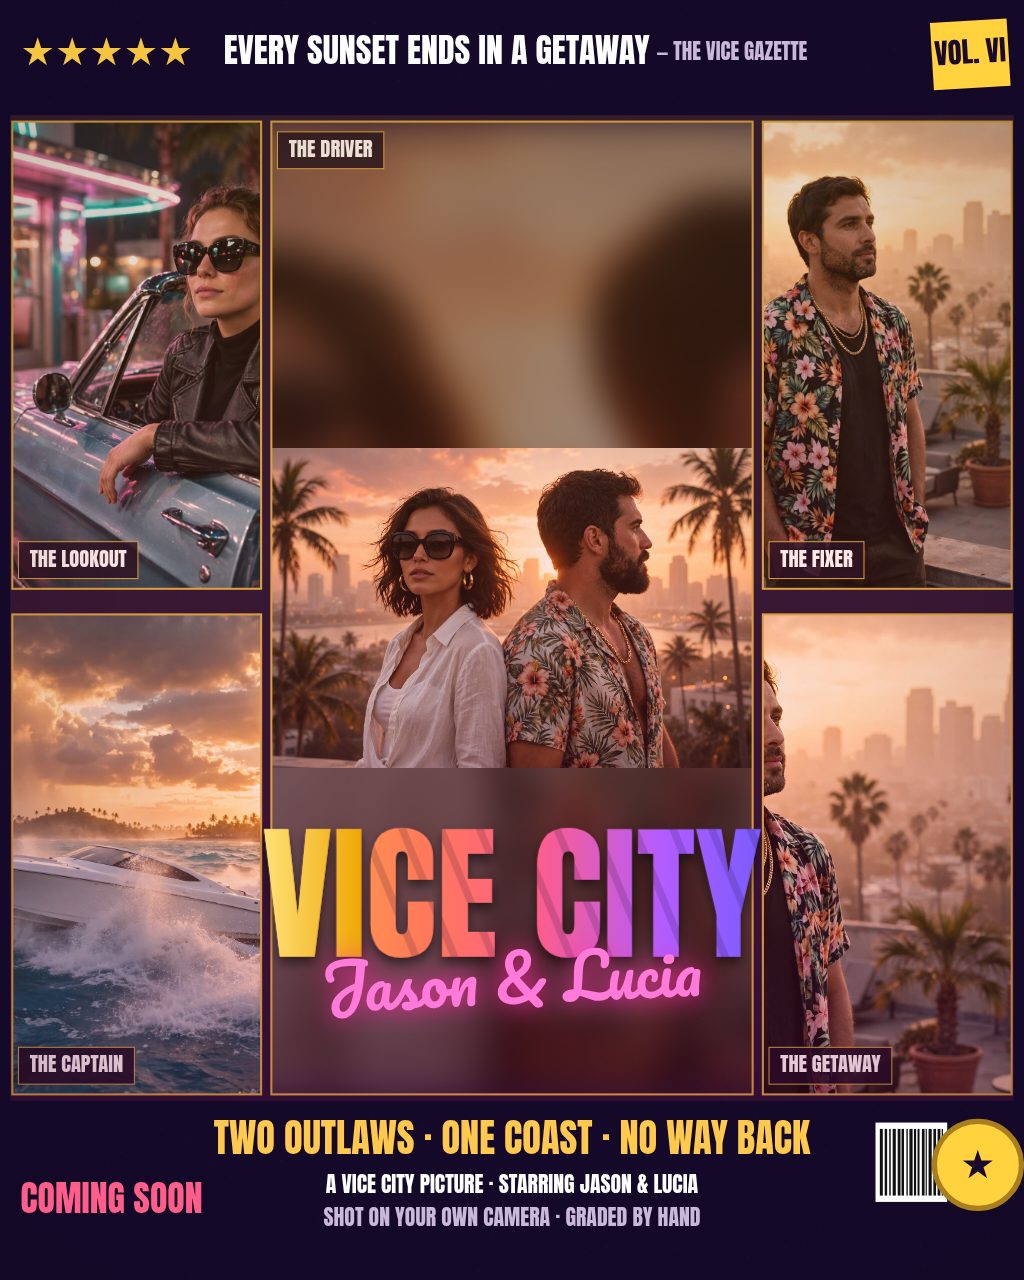 EVERY SUNSET ENDS IN A GETAWAY – THE VICE GAZETTE
VOL. VI
THE DRIVER
THE LOOKOUT
THE FIXER
VICE CITY
Jason & Lucia
THE CAPTAIN
THE GETAWAY
TWO OUTLAWS · ONE COAST · NO WAY BACK
A VICE CITY PICTURE · STARRING JASON & LUCIA
COMING SOON
SHOT ON YOUR OWN CAMERA · GRADED BY HAND